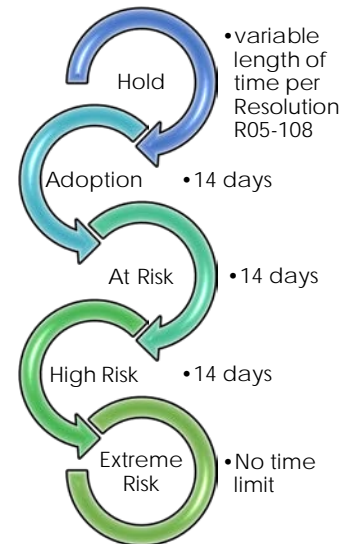 Hold
•variable
length of
time per
Resolution
R05-108
Adoption
•14 days
At Risk
•14 days
High Risk
•14 days
Extreme
Risk
•No time
limit